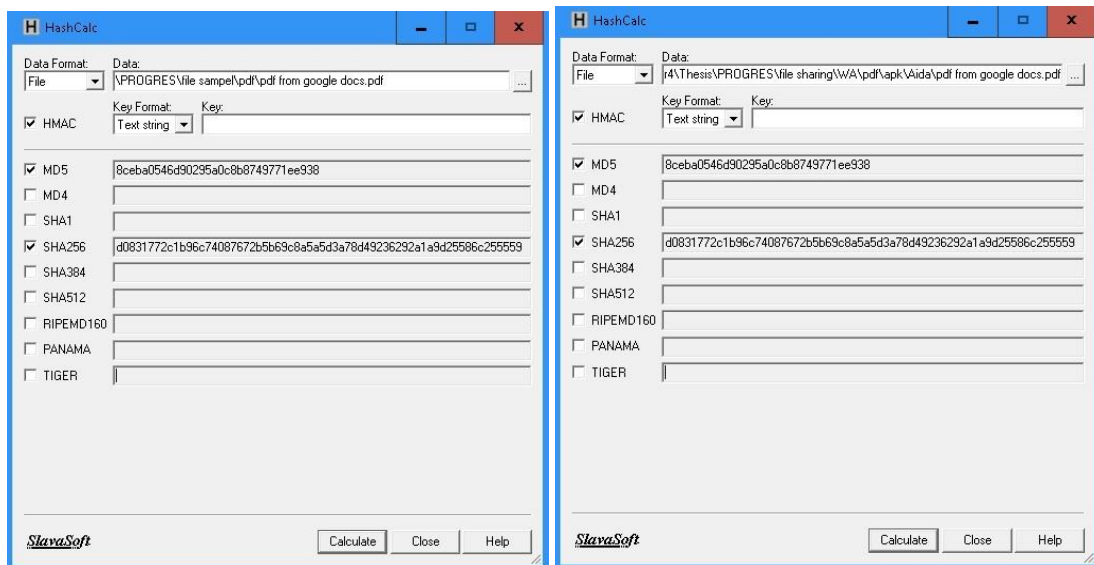 HashCalc
Data Format: Data:
File \PROGRES\file sampel\pdf\pdf from google docs.pdf ...
Key Format: Key:
HMAC Text string
MD5 8ceba0546d90295a0c8b8749771ee938
MD4
SHA1
SHA256 d0831772c1b96c74087672b5b69c8a5a5d3a78d49236292a1a9d25586c255559
SHA384
SHA512
RIPEMD160
PANAMA
TIGER
SlavaSoft Calculate Close Help
HashCalc
Data Format: Data:
File r4\Thesis\PROGRES\file sharing\WA\pdf\apk\Aida\pdf from google docs.pdf ...
Key Format: Key:
HMAC Text string
MD5 8ceba0546d90295a0c8b8749771ee938
MD4
SHA1
SHA256 d0831772c1b96c74087672b5b69c8a5a5d3a78d49236292a1a9d25586c255559
SHA384
SHA512
RIPEMD160
PANAMA
TIGER
SlavaSoft Calculate Close Help